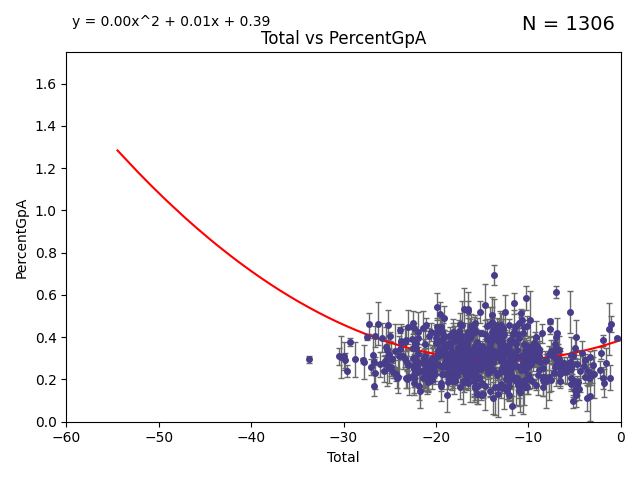 y = 0.00x^2 + 0.01x + 0.39
N = 1306
Total vs PercentGpA
1.6
1.4
1.2
1.0
0.8
0.6
0.4
0.2
0.0
PercentGpA
−60 −50 −40 −30 −20 −10 0
Total